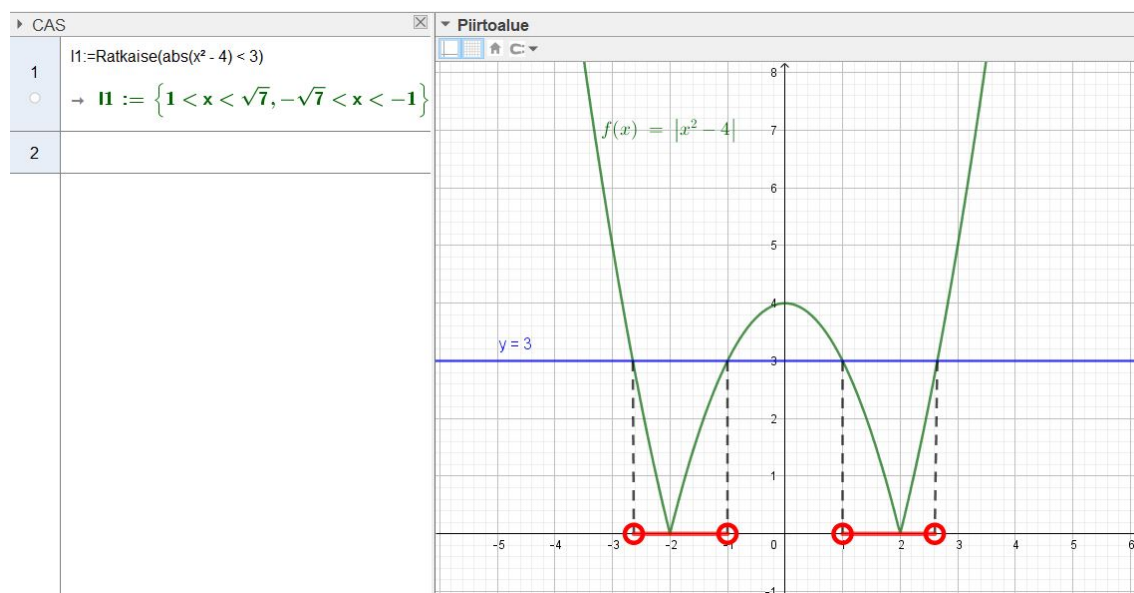 CAS
1
l1:=Ratkaise(abs(x² - 4) < 3)
→ l1 := {1 < x < √7, -√7 < x < -1}
2
Piirtoalue
8
f(x) = |x² − 4|
7
6
5
4
y = 3
3
2
1
-5 -4 -3 -2 -1 0 1 2 3 4 5 6
-1